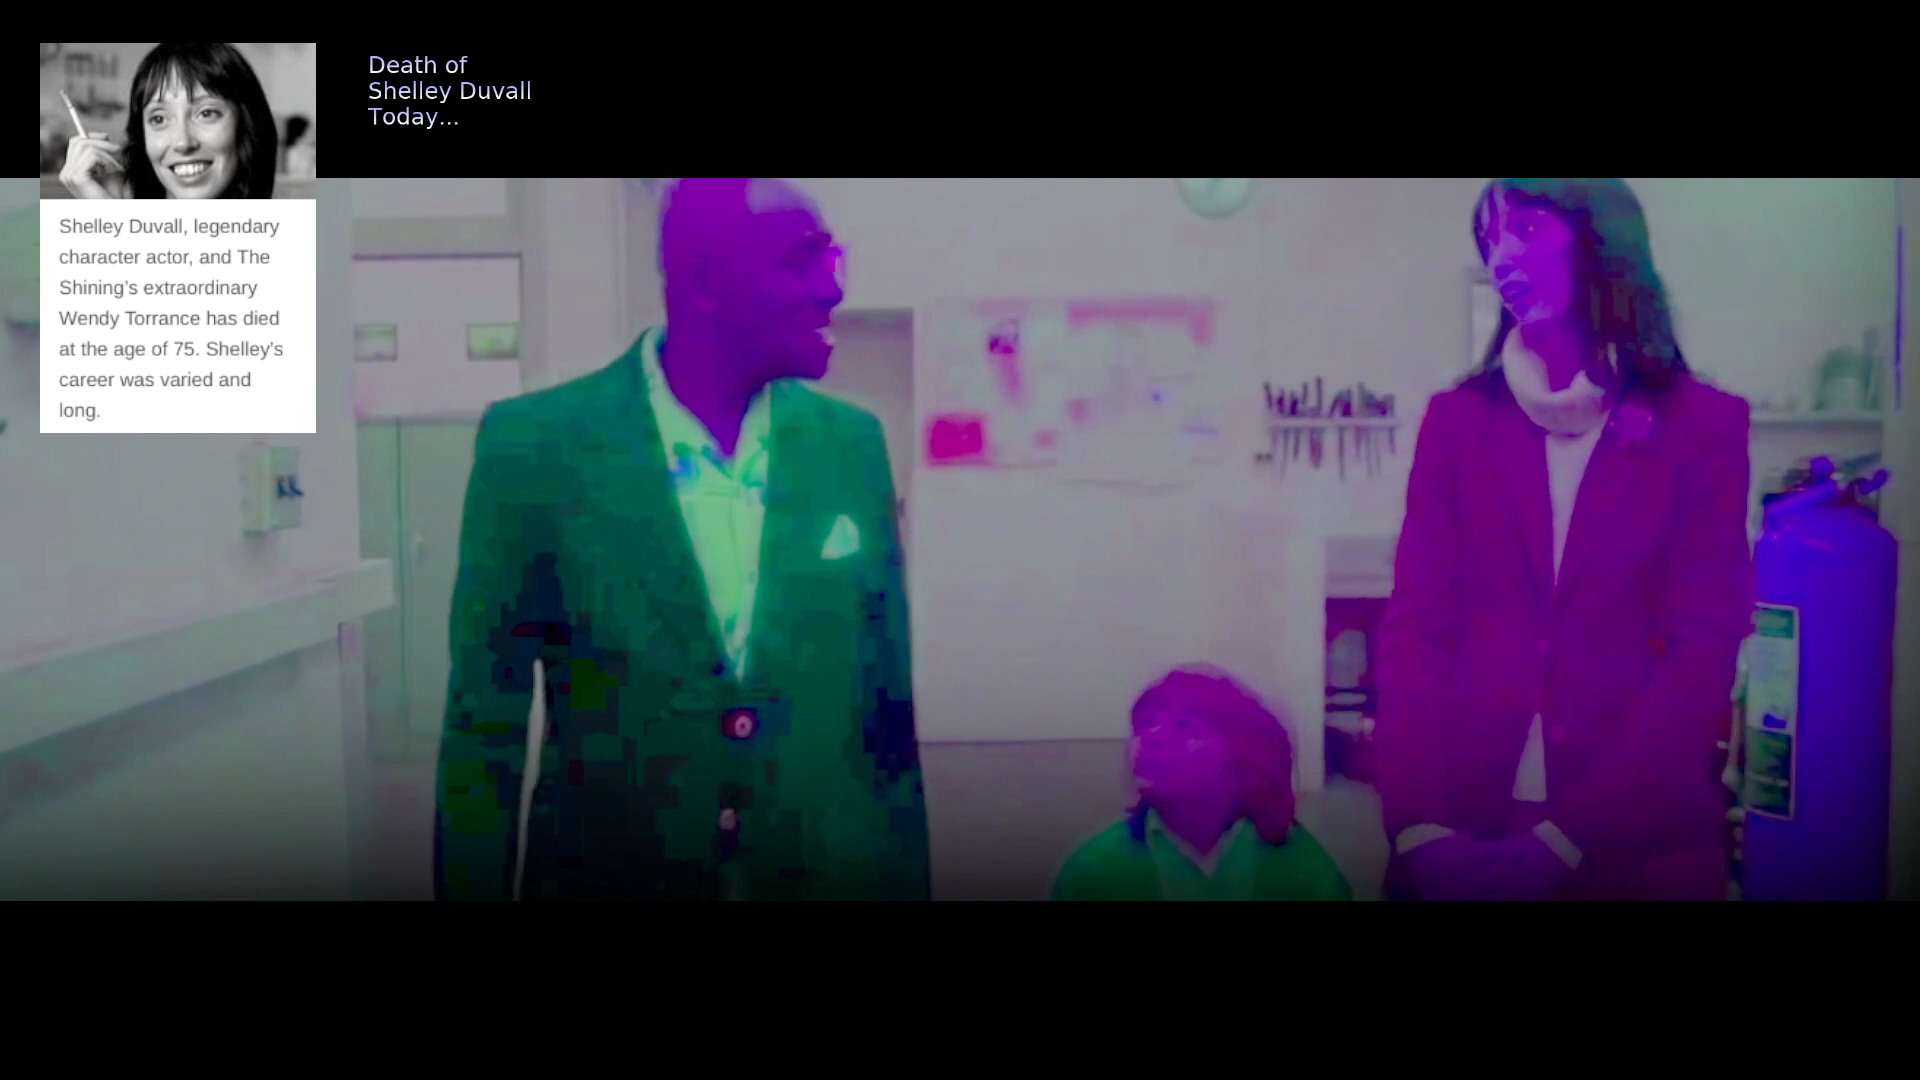 Death of
Shelley Duvall
Today...
Shelley Duvall, legendary
character actor, and The
Shining’s extraordinary
Wendy Torrance has died
at the age of 75. Shelley’s
career was varied and
long.